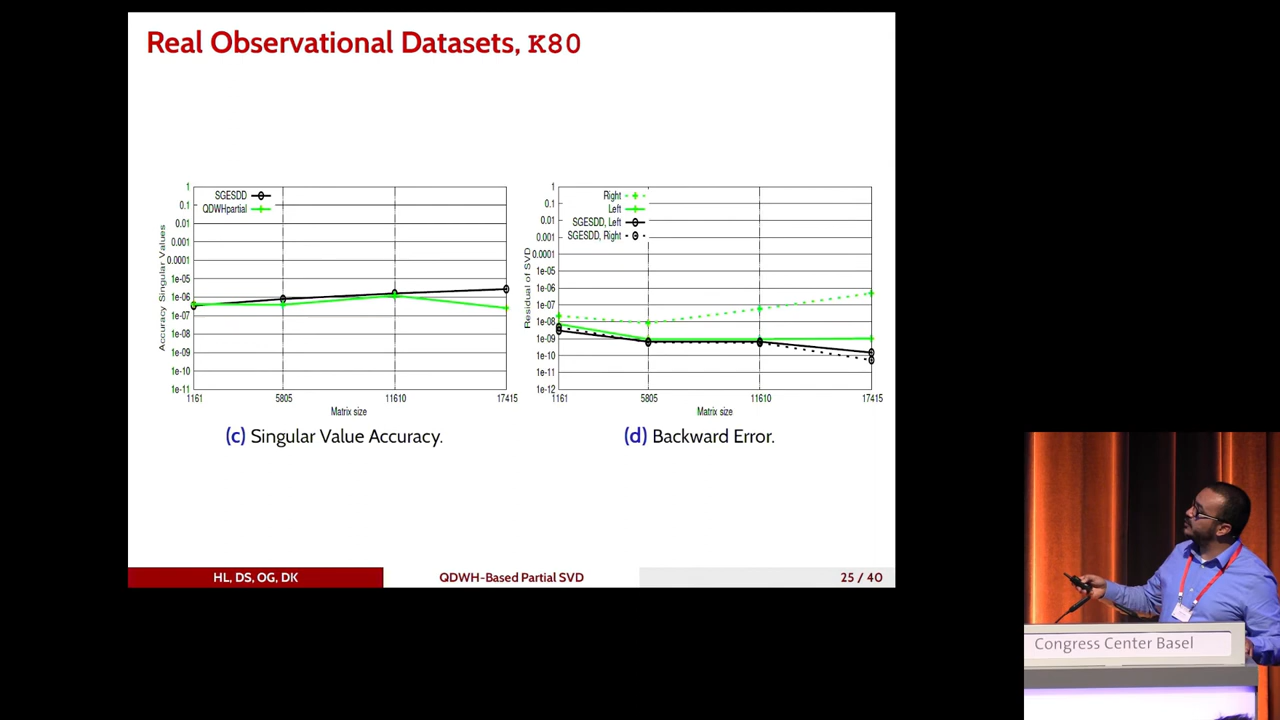 Real Observational Datasets, K80
SGESDD
QDWHpartial
Accuracy Singular Values
1
0.1
0.01
0.001
0.0001
1e-05
1e-06
1e-07
1e-08
1e-09
1e-10
1e-11
1161 5805 11610 17415
Matrix size
(c) Singular Value Accuracy.
Right
Left
SGESDD, Left
SGESDD, Right
Residual of SVD
1
0.1
0.01
0.001
0.0001
1e-05
1e-06
1e-07
1e-08
1e-09
1e-10
1e-11
1e-12
1161 5805 11610 17415
Matrix size
(d) Backward Error.
HL, DS, OG, DK QDWH-Based Partial SVD 25 / 40
Congress Center Basel